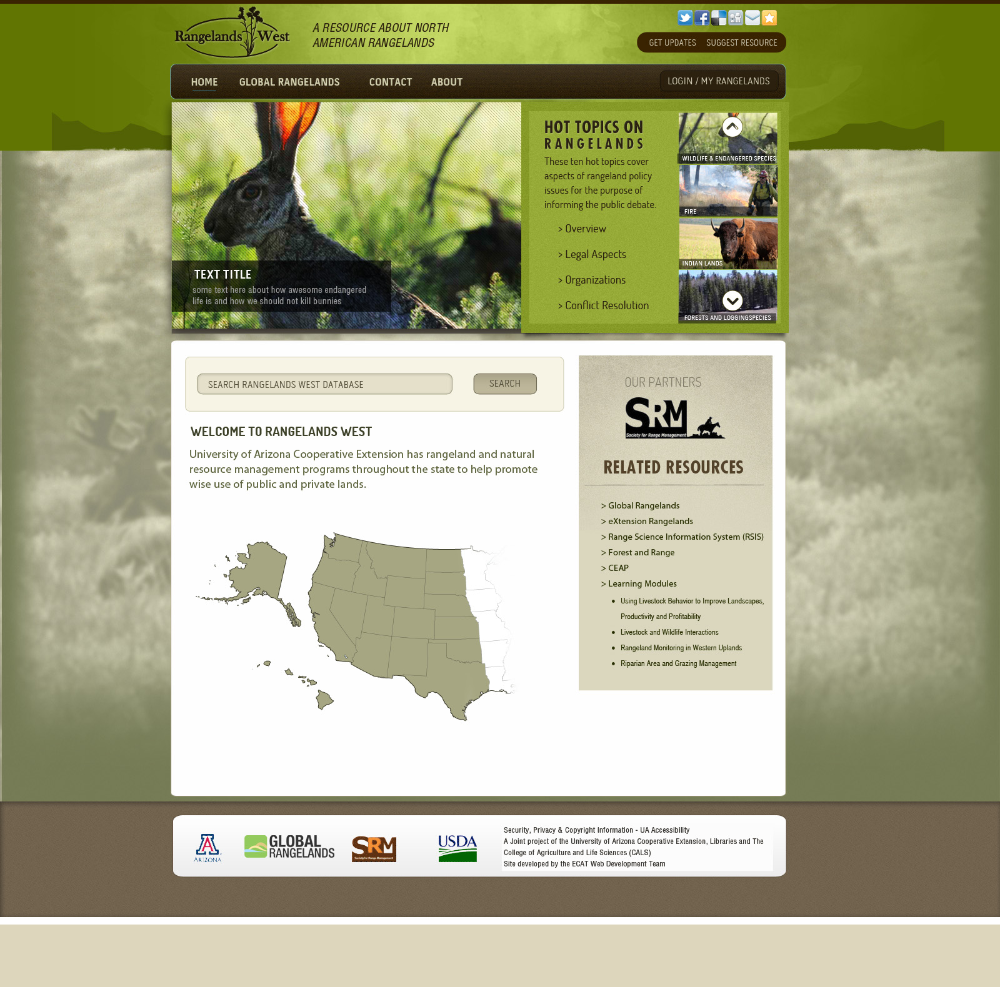 Rangelands West
A RESOURCE ABOUT NORTH
AMERICAN RANGELANDS
GET UPDATES SUGGEST RESOURCE
HOME GLOBAL RANGELANDS CONTACT ABOUT
LOGIN / MY RANGELANDS
TEXT TITLE
some text here about how awesome endangered
life is and how we should not kill bunnies
HOT TOPICS ON
RANGELANDS
These ten hot topics cover
aspects of rangeland policy
issues for the purpose of
informing the public debate.
> Overview
> Legal Aspects
> Organizations
> Conflict Resolution
WILDLIFE & ENDANGERED SPECIES
FIRE
INDIAN LANDS
FORESTS AND LOGGINGSPECIES
SEARCH RANGELANDS WEST DATABASE
SEARCH
WELCOME TO RANGELANDS WEST
University of Arizona Cooperative Extension has rangeland and natural
resource management programs throughout the state to help promote
wise use of public and private lands.
OUR PARTNERS
SRM
Society for Range Management
RELATED RESOURCES
> Global Rangelands
> eXtension Rangelands
> Range Science Information System (RSIS)
> Forest and Range
> CEAP
> Learning Modules
• Using Livestock Behavior to Improve Landscapes,
Productivity and Profitability
• Livestock and Wildlife Interactions
• Rangeland Monitoring in Western Uplands
• Riparian Area and Grazing Management
A
ARIZONA
GLOBAL
RANGELANDS
SRM
Society for Range Management
USDA
Security, Privacy & Copyright Information - UA Accessibility
A Joint project of the University of Arizona Cooperative Extension, Libraries and The
College of Agriculture and Life Sciences (CALS)
Site developed by the ECAT Web Development Team